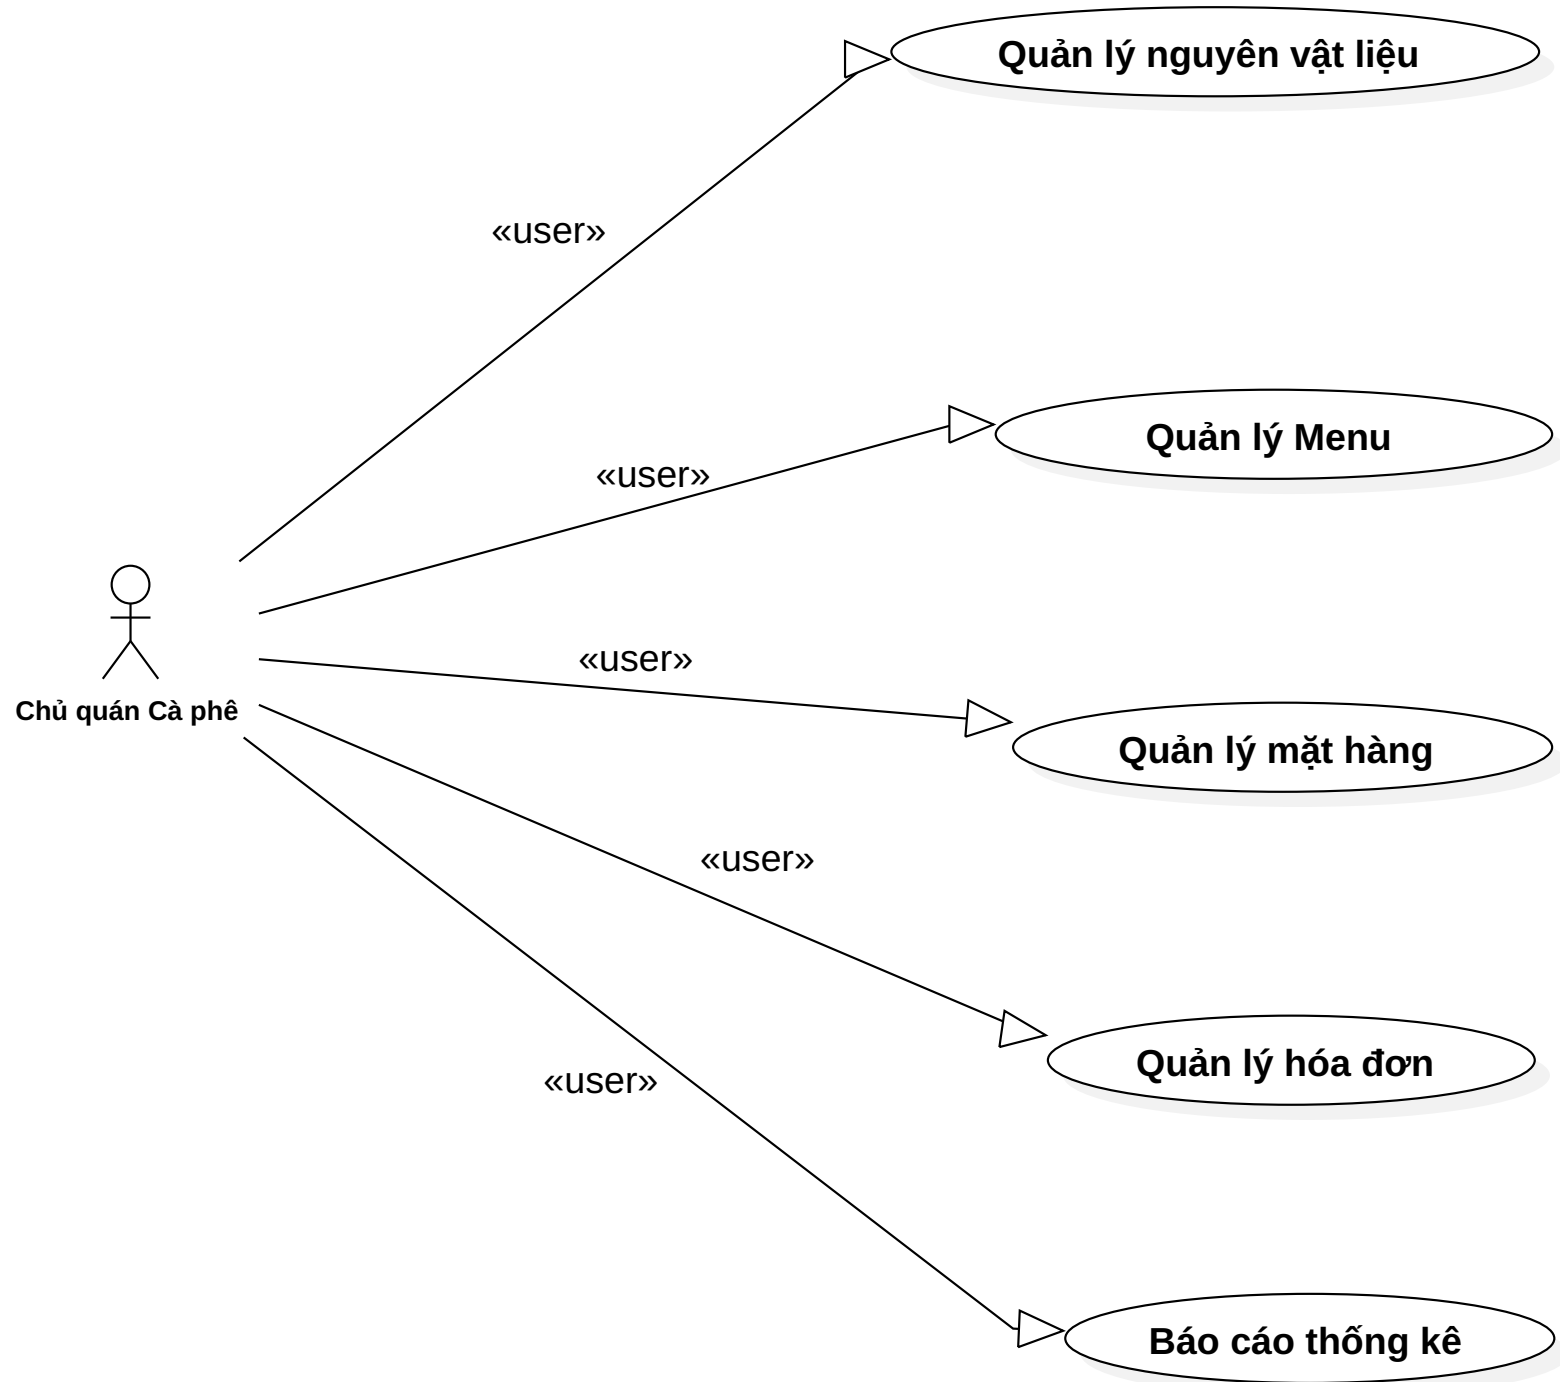 Quản lý nguyên vật liệu
«user»
Quản lý Menu
«user»
«user»
Chủ quán Cà phê
Quản lý mặt hàng
«user»
Quản lý hóa đơn
«user»
Báo cáo thống kê